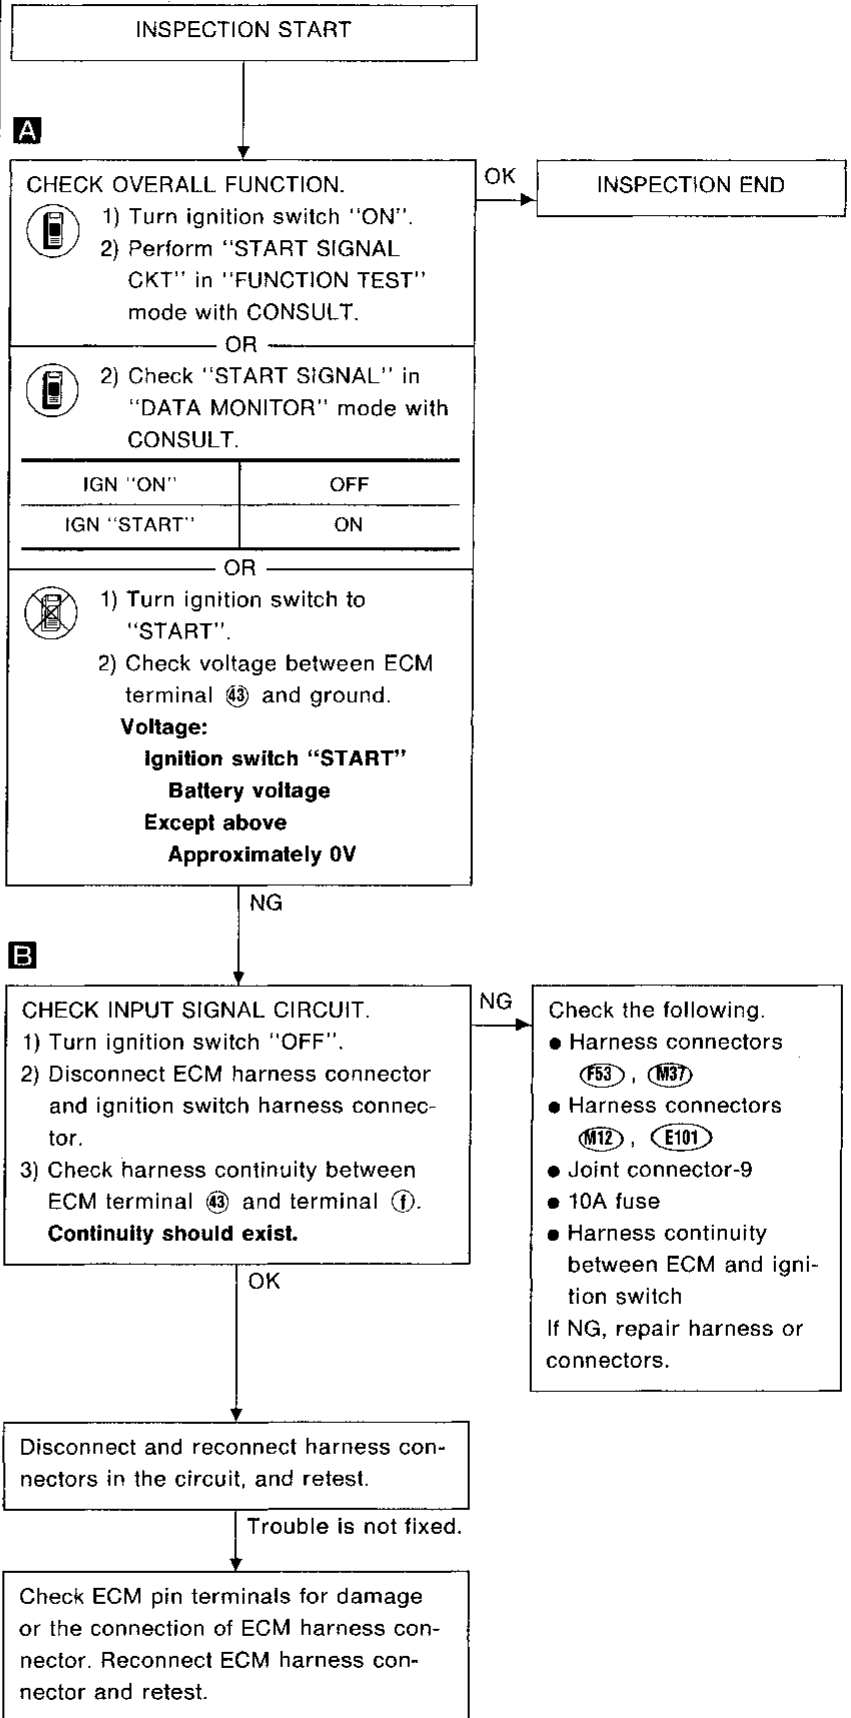 INSPECTION START
A
CHECK OVERALL FUNCTION.
1) Turn ignition switch "ON".
2) Perform "START SIGNAL
CKT" in "FUNCTION TEST"
mode with CONSULT.
OK
INSPECTION END
OR
2) Check "START SIGNAL" in
"DATA MONITOR" mode with
CONSULT.
IGN "ON" OFF
IGN "START" ON
OR
1) Turn ignition switch to
"START".
2) Check voltage between ECM
terminal 43 and ground.
Voltage:
Ignition switch "START"
Battery voltage
Except above
Approximately 0V
NG
B
CHECK INPUT SIGNAL CIRCUIT.
1) Turn ignition switch "OFF".
2) Disconnect ECM harness connector
and ignition switch harness connec-
tor.
3) Check harness continuity between
ECM terminal 43 and terminal f.
Continuity should exist.
NG
Check the following.
● Harness connectors
F53, M37
● Harness connectors
M12, E101
● Joint connector-9
● 10A fuse
● Harness continuity
between ECM and igni-
tion switch
If NG, repair harness or
connectors.
OK
Disconnect and reconnect harness con-
nectors in the circuit, and retest.
Trouble is not fixed.
Check ECM pin terminals for damage
or the connection of ECM harness con-
nector. Reconnect ECM harness con-
nector and retest.